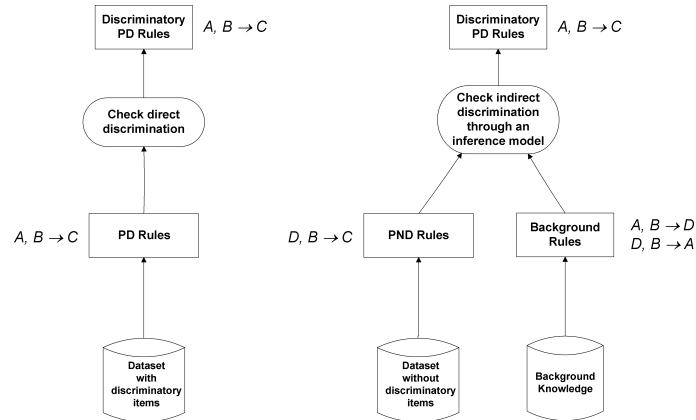 Discriminatory
PD Rules
A, B → C
Check direct
discrimination
A, B → C
PD Rules
Dataset
with
discriminatory
items
Discriminatory
PD Rules
A, B → C
Check indirect
discrimination
through an
inference model
D, B → C
PND Rules
Background
Rules
A, B → D
D, B → A
Dataset
without
discriminatory
items
Background
Knowledge